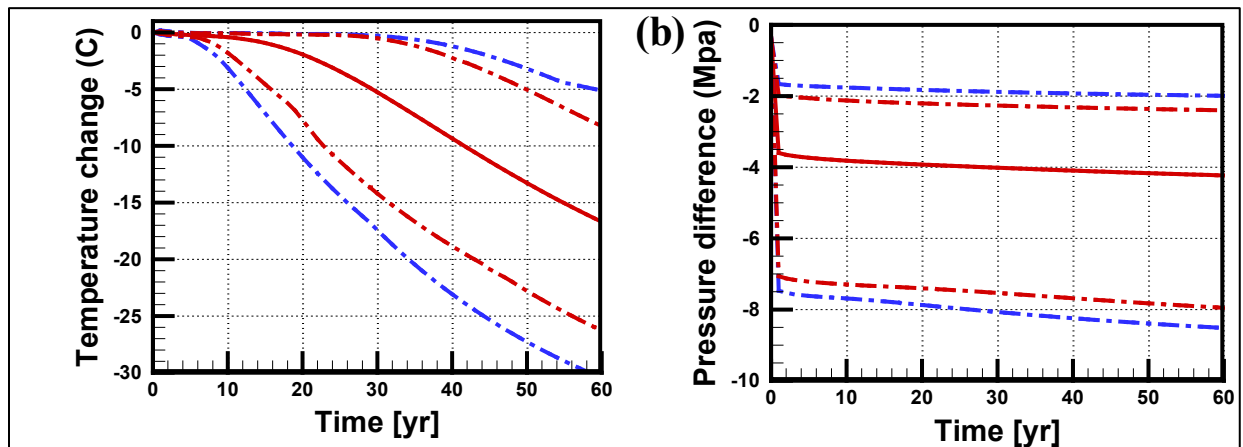 Temperature change (C)
0
-5
-10
-15
-20
-25
-30
0 10 20 30 40 50 60
Time [yr]
(b)
Pressure difference (Mpa)
0
-2
-4
-6
-8
-10
0 10 20 30 40 50 60
Time [yr]